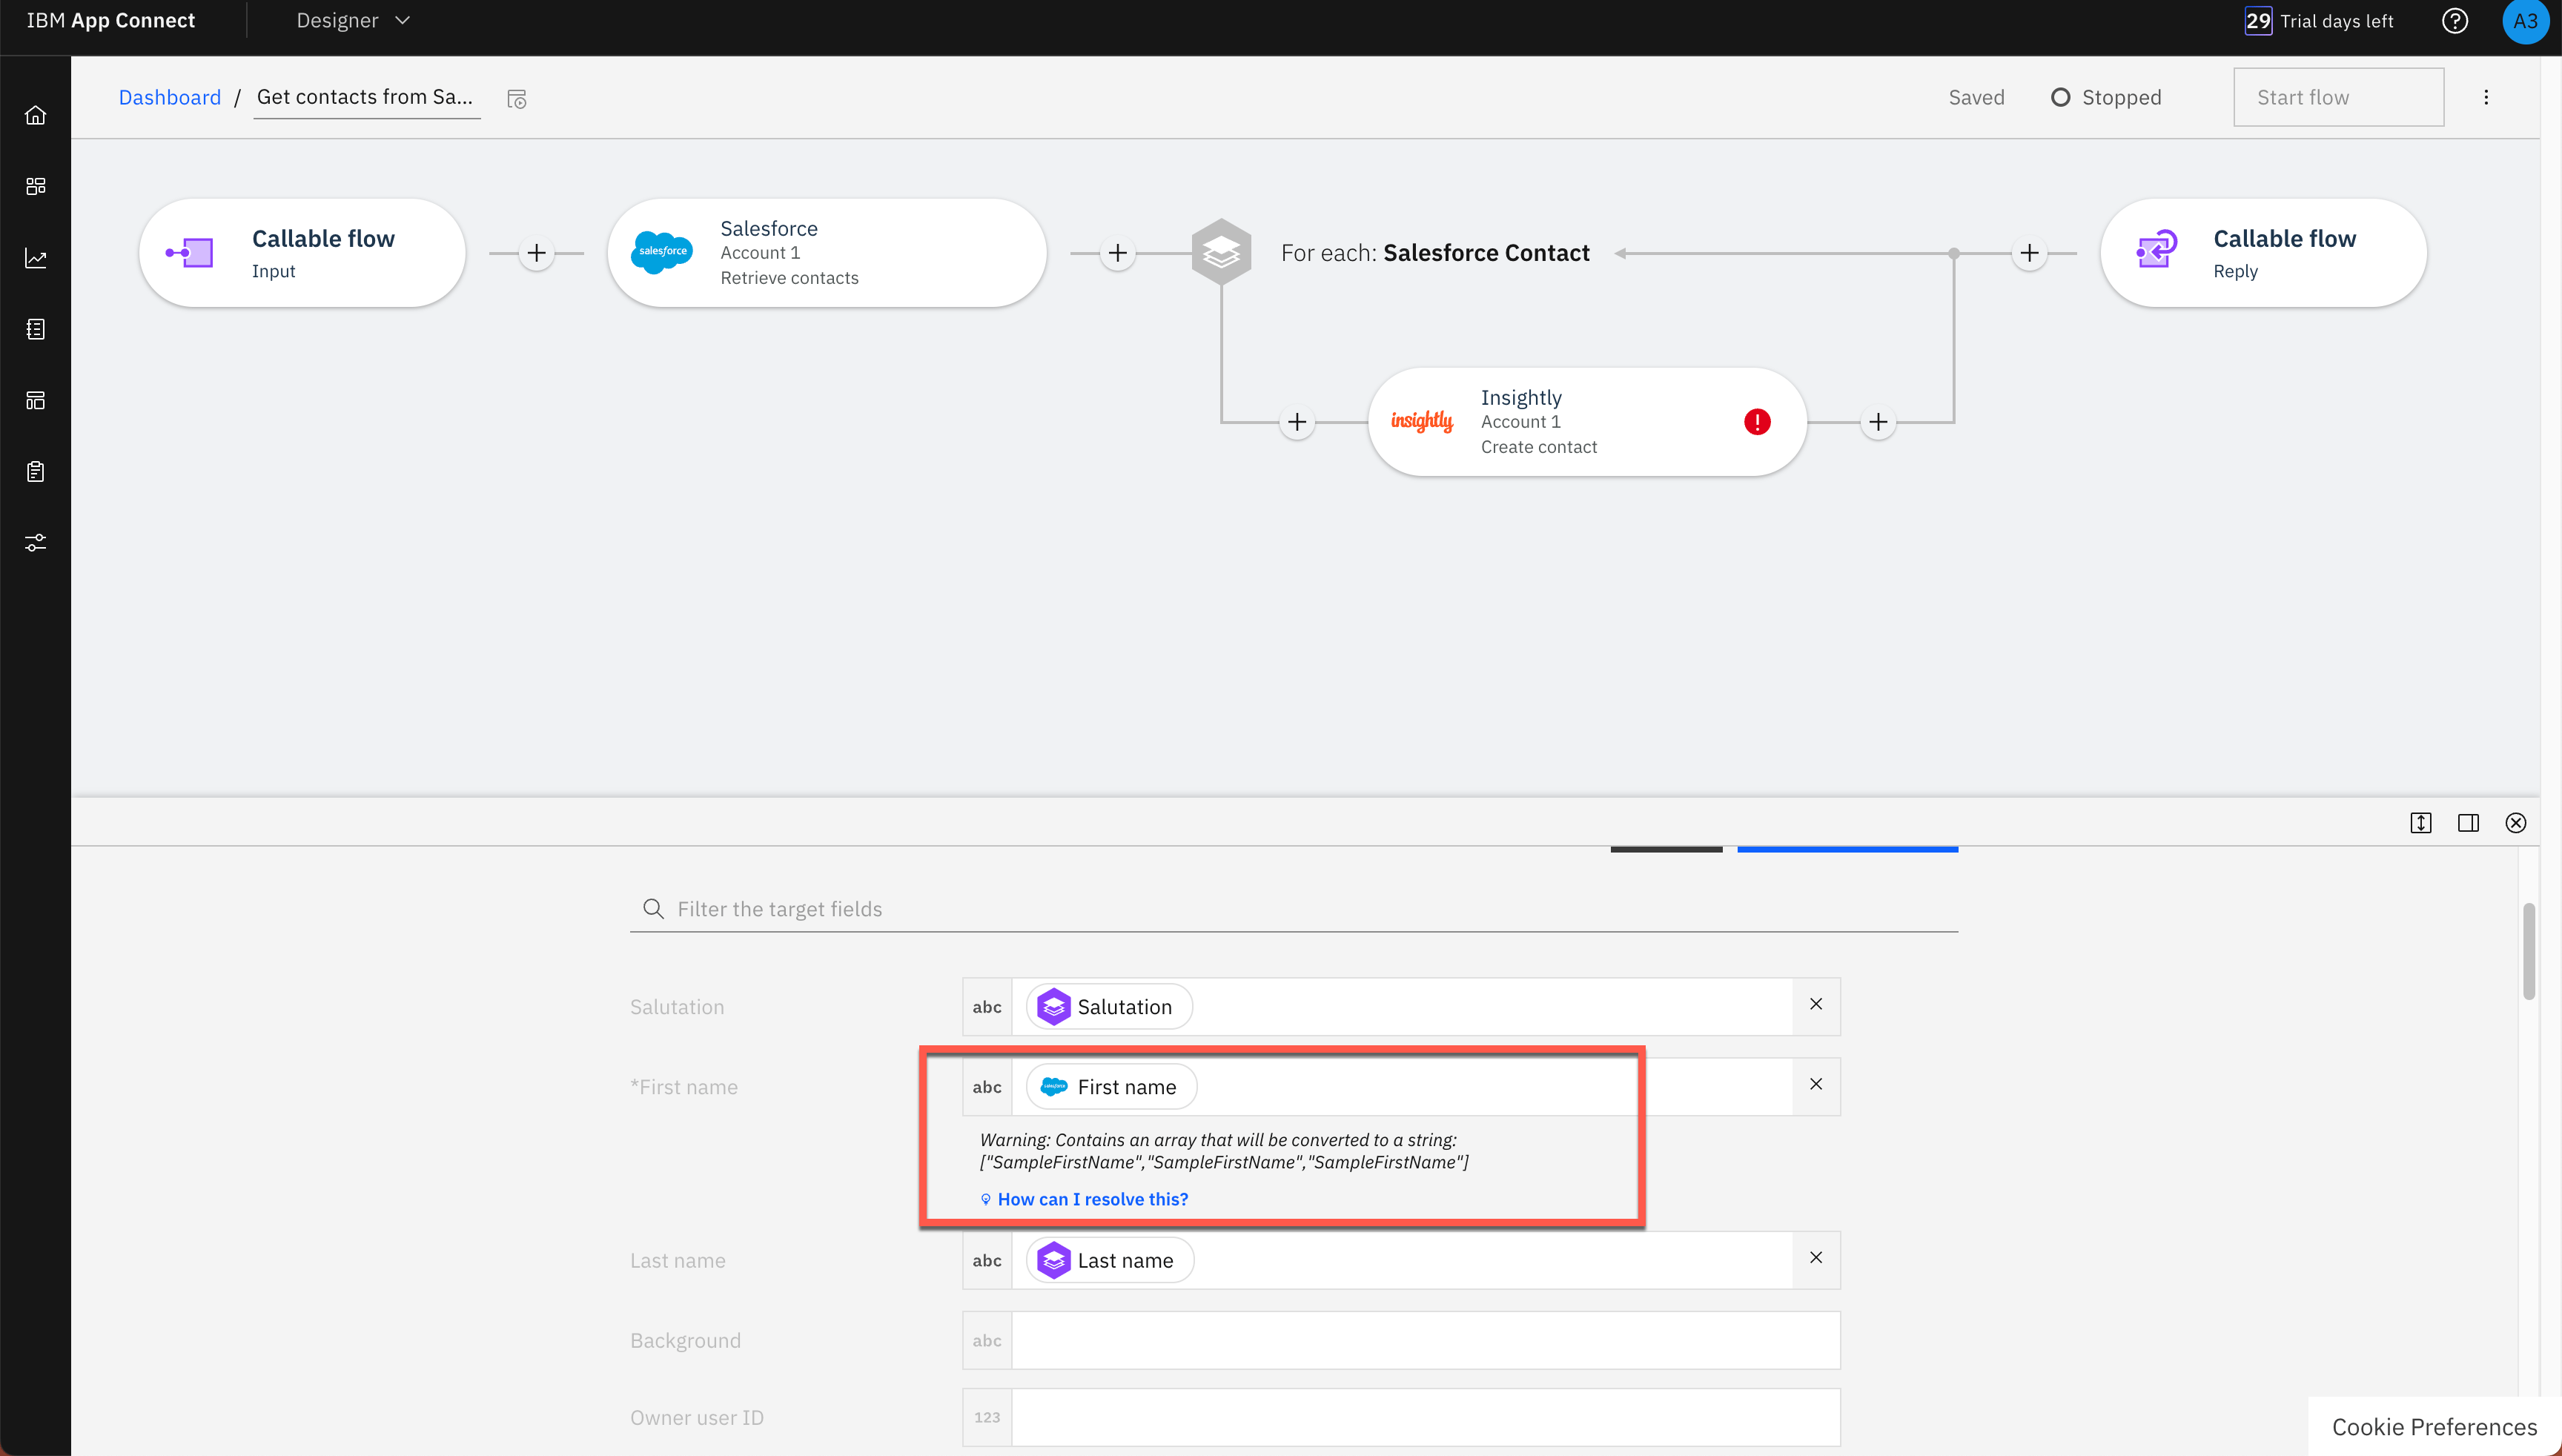 IBM App Connect
Designer
29 Trial days left
A3
Dashboard / Get contacts from Sa...
Saved
Stopped
Start flow
Callable flow
Input
salesforce
Salesforce
Account 1
Retrieve contacts
For each: Salesforce Contact
Callable flow
Reply
insightly
Insightly
Account 1
Create contact
Filter the target fields
Salutation
abc
Salutation
*First name
abc
First name
Warning: Contains an array that will be converted to a string:
["SampleFirstName","SampleFirstName","SampleFirstName"]
How can I resolve this?
Last name
abc
Last name
Background
abc
Owner user ID
123
Cookie Preferences